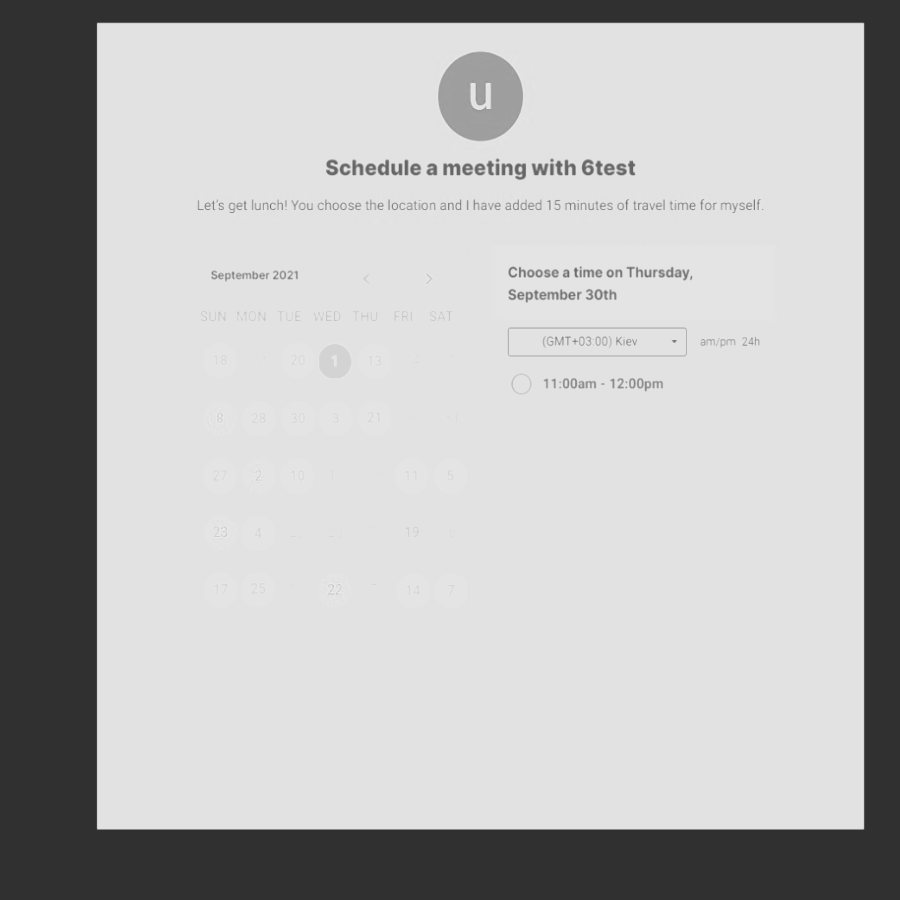 u
Schedule a meeting with 6test
Let's get lunch! You choose the location and I have added 15 minutes of travel time for myself.
September 2021
SUN MON TUE WED THU FRI SAT
18 20 1 13
8 28 30 3 21
27 2 10 11 5
23 4 19
17 25 22 14 7
Choose a time on Thursday,
September 30th
(GMT+03:00) Kiev am/pm 24h
11:00am - 12:00pm